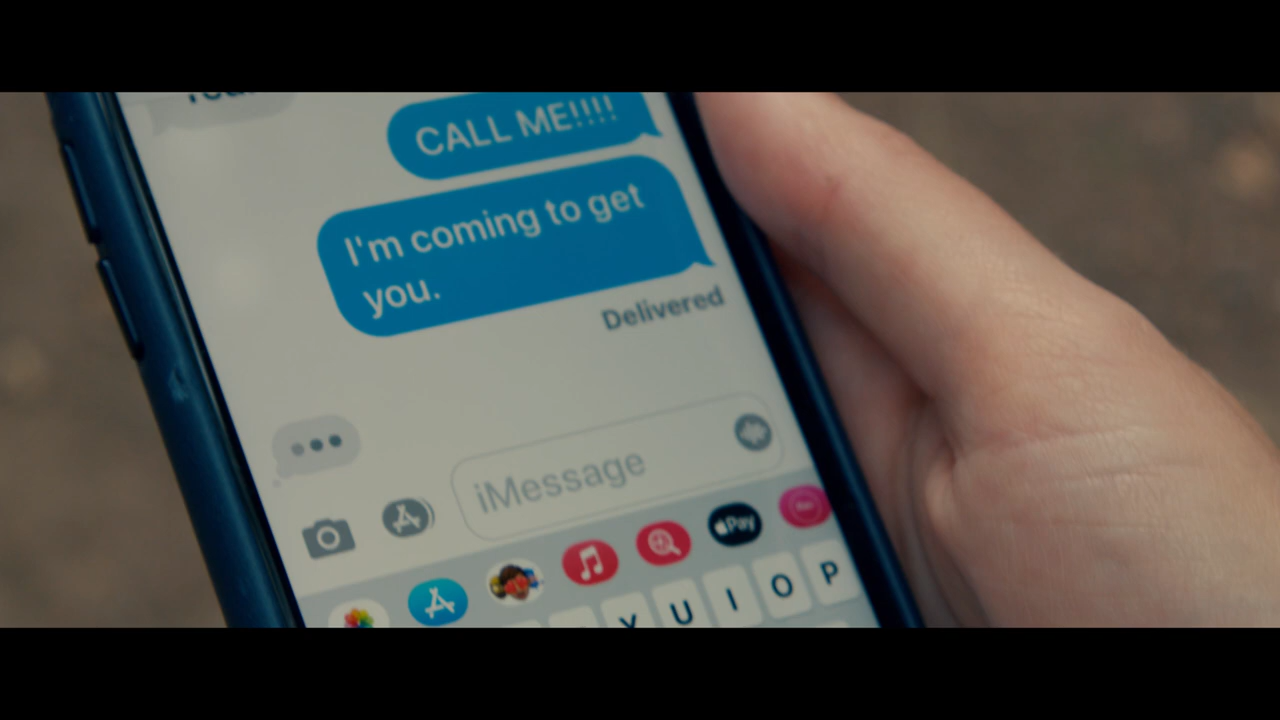 CALL ME!!!!
I'm coming to get
you.
Delivered
iMessage
Pay
Y U I O P